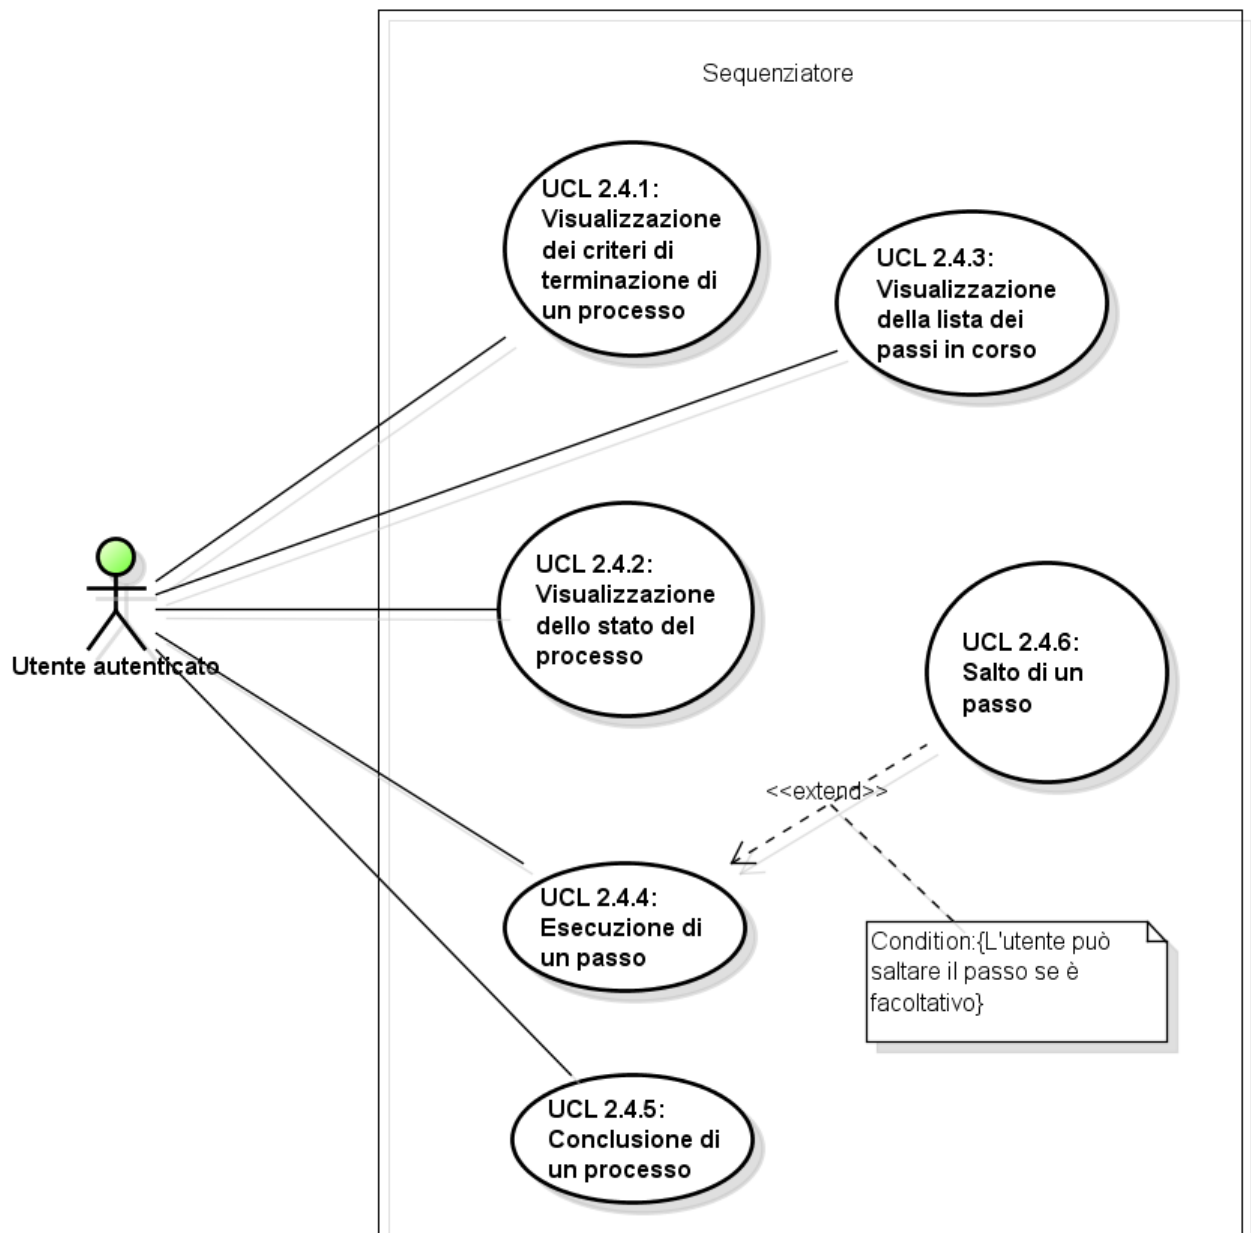 Sequenziatore
UCL 2.4.1:
Visualizzazione
dei criteri di
terminazione di
un processo
UCL 2.4.3:
Visualizzazione
della lista dei
passi in corso
UCL 2.4.2:
Visualizzazione
dello stato del
processo
Utente autenticato
UCL 2.4.6:
Salto di un
passo
<<extend>>
UCL 2.4.4:
Esecuzione di
un passo
Condition:{L'utente può
saltare il passo se è
facoltativo}
UCL 2.4.5:
Conclusione di
un processo